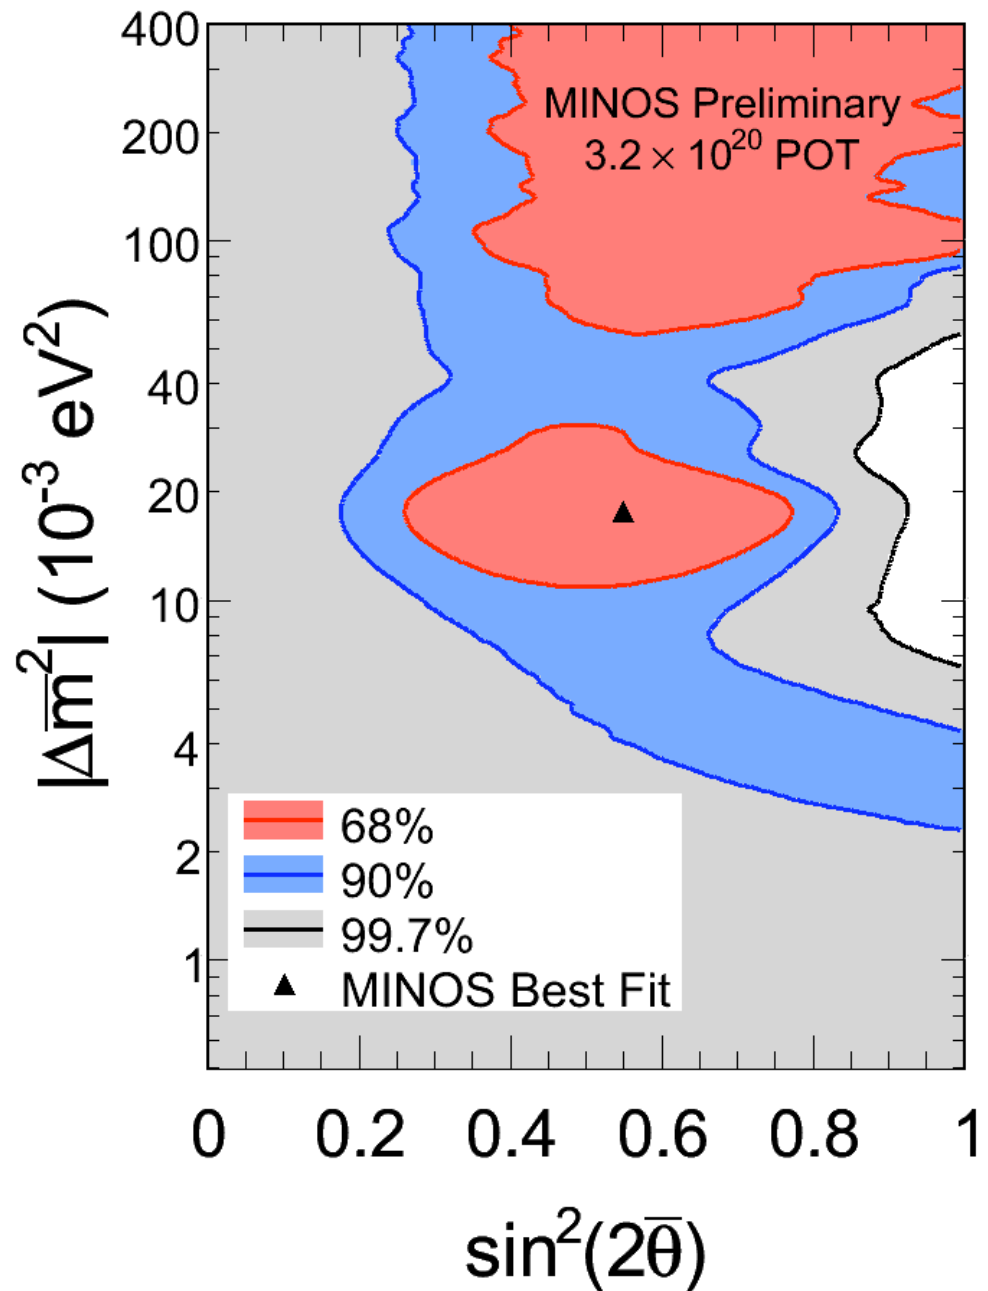 400
200
100
40
20
10
4
2
1
|Δm̅²| (10⁻³ eV²)
MINOS Preliminary
3.2 × 10²⁰ POT
68%
90%
99.7%
MINOS Best Fit
0 0.2 0.4 0.6 0.8 1
sin²(2θ̅)